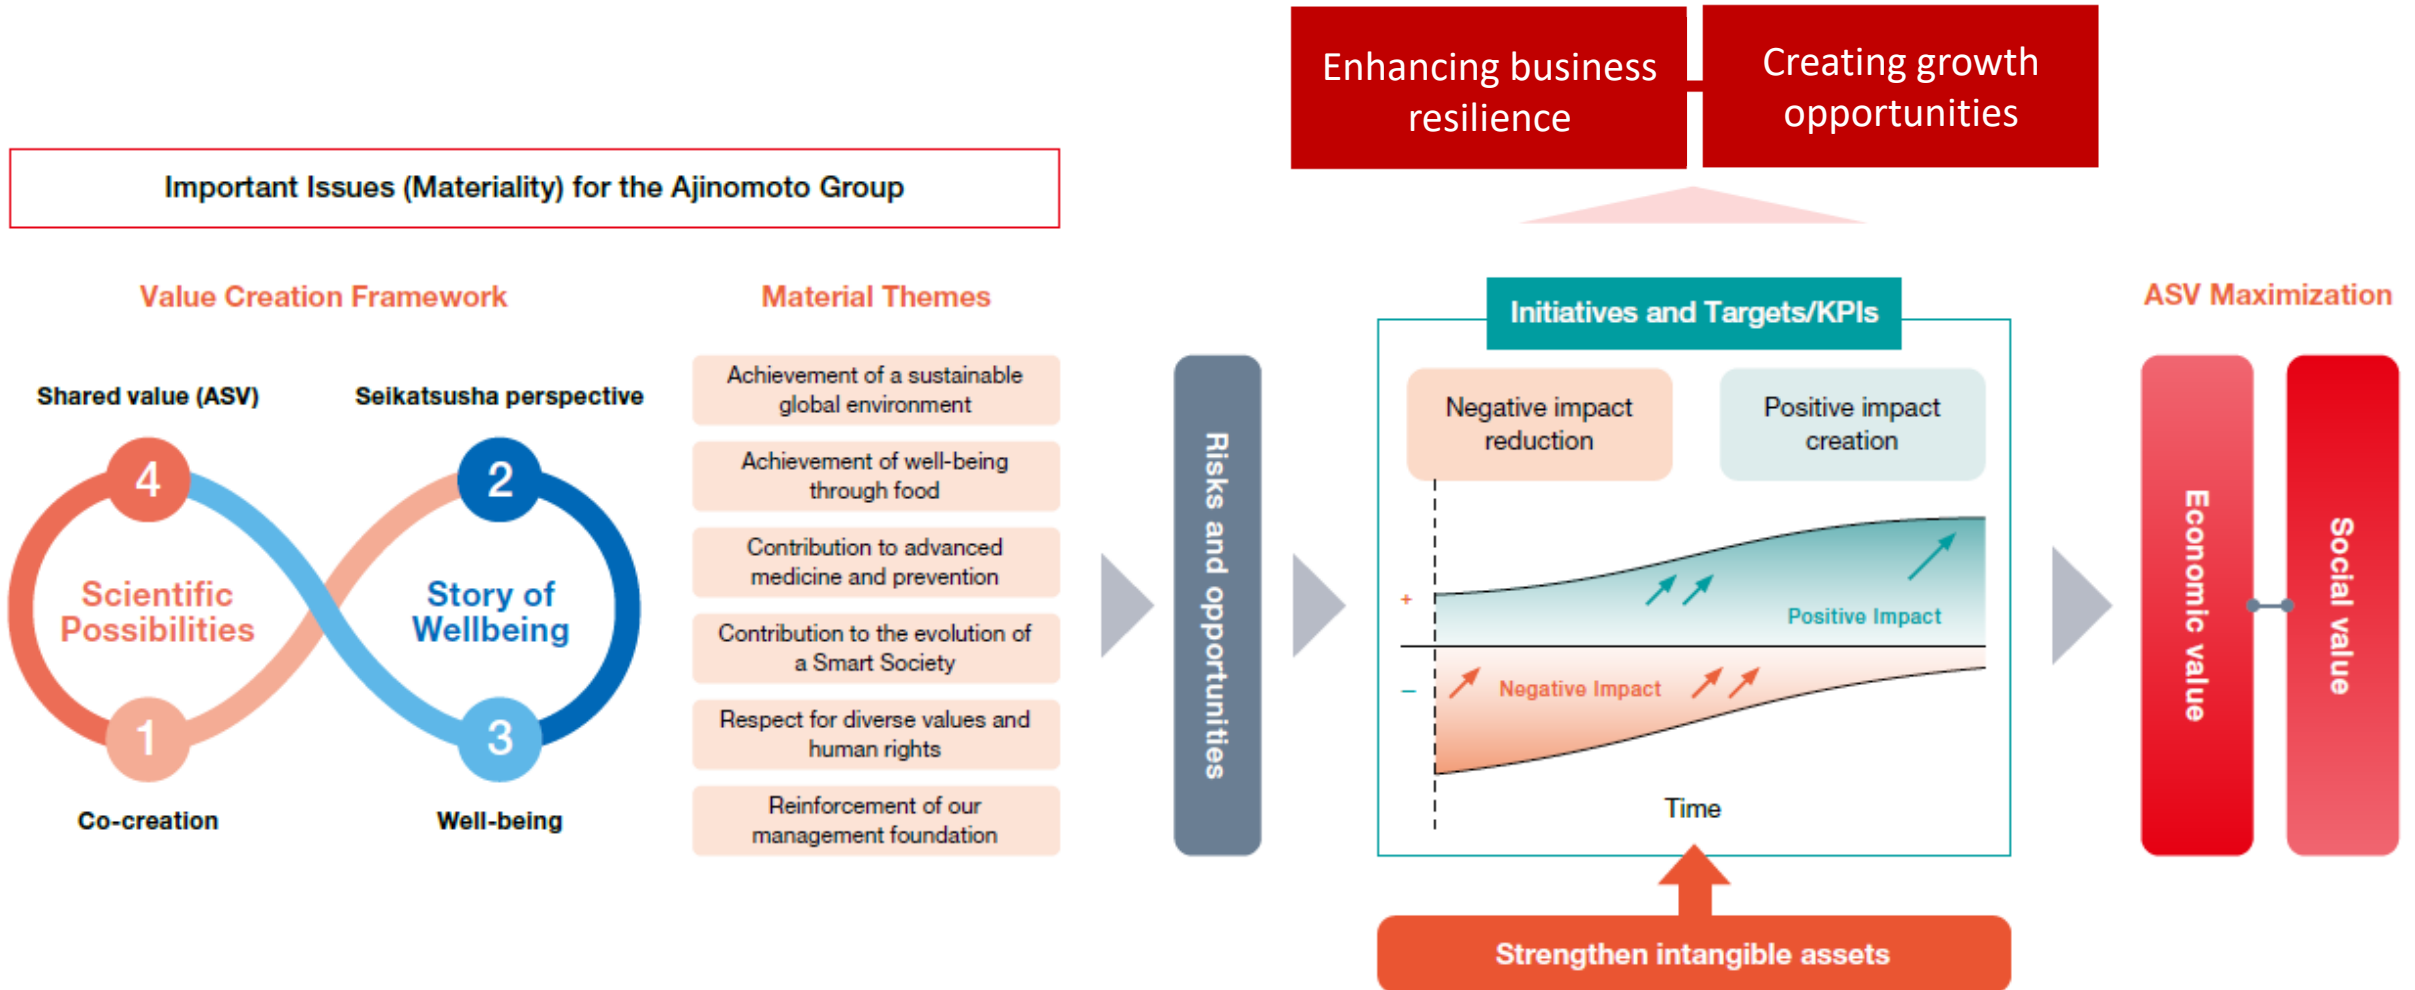 Enhancing business
resilience
Creating growth
opportunities
Important Issues (Materiality) for the Ajinomoto Group
Value Creation Framework
Shared value (ASV)
Seikatsusha perspective
4
2
Scientific
Possibilities
Story of
Wellbeing
1
3
Co-creation
Well-being
Material Themes
Achievement of a sustainable
global environment
Achievement of well-being
through food
Contribution to advanced
medicine and prevention
Contribution to the evolution of
a Smart Society
Respect for diverse values and
human rights
Reinforcement of our
management foundation
Risks and opportunities
Initiatives and Targets/KPIs
Negative impact
reduction
Positive impact
creation
+
Positive Impact
–
Negative Impact
Time
Strengthen intangible assets
ASV Maximization
Economic value
Social value